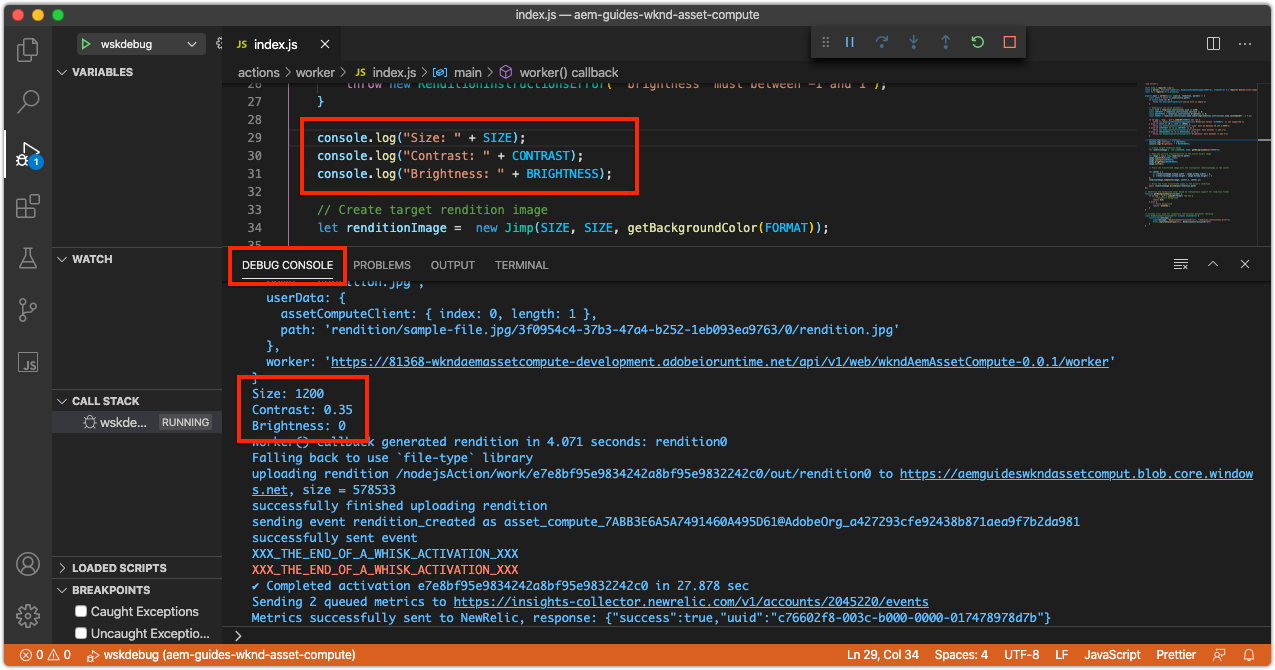 index.js — aem-guides-wknd-asset-compute
wskdebug
JS index.js
actions > worker > JS index.js > main > worker() callback
VARIABLES
26 throw new RenditionInstructionsError(" brightness must between -1 and 1 );
27 }
28
29 console.log("Size: " + SIZE);
30 console.log("Contrast: " + CONTRAST);
31 console.log("Brightness: " + BRIGHTNESS);
32
33 // Create target rendition image
34 let renditionImage = new Jimp(SIZE, SIZE, getBackgroundColor(FORMAT));
35
1
WATCH
DEBUG CONSOLE PROBLEMS OUTPUT TERMINAL
userData: {
assetComputeClient: { index: 0, length: 1 },
path: 'rendition/sample-file.jpg/3f0954c4-37b3-47a4-b252-1eb093ea9763/0/rendition.jpg'
},
worker: 'https://81368-wkndaemassetcompute-development.adobeioruntime.net/api/v1/web/wkndAemAssetCompute-0.0.1/worker'
}
Size: 1200
Contrast: 0.35
Brightness: 0
worker() callback generated rendition in 4.071 seconds: rendition0
Falling back to use `file-type` library
uploading rendition /nodejsAction/work/e7e8bf95e9834242a8bf95e9832242c0/out/rendition0 to https://aemguideswkndassetcomput.blob.core.window
s.net, size = 578533
successfully finished uploading rendition
sending event rendition_created as asset_compute_7ABB3E6A5A7491460A495D61@AdobeOrg_a427293cfe92438b871aea9f7b2da981
successfully sent event
XXX_THE_END_OF_A_WHISK_ACTIVATION_XXX
XXX_THE_END_OF_A_WHISK_ACTIVATION_XXX
✔ Completed activation e7e8bf95e9834242a8bf95e9832242c0 in 27.878 sec
Sending 2 queued metrics to https://insights-collector.newrelic.com/v1/accounts/2045220/events
Metrics successfully sent to NewRelic, response: {"success":true,"uuid":"c76602f8-003c-b000-0000-017478978d7b"}
CALL STACK
wskde... RUNNING
LOADED SCRIPTS
BREAKPOINTS
Caught Exceptions
Uncaught Exceptio...
JS
0 0 wskdebug (aem-guides-wknd-asset-compute) Ln 29, Col 34 Spaces: 4 UTF-8 LF JavaScript Prettier